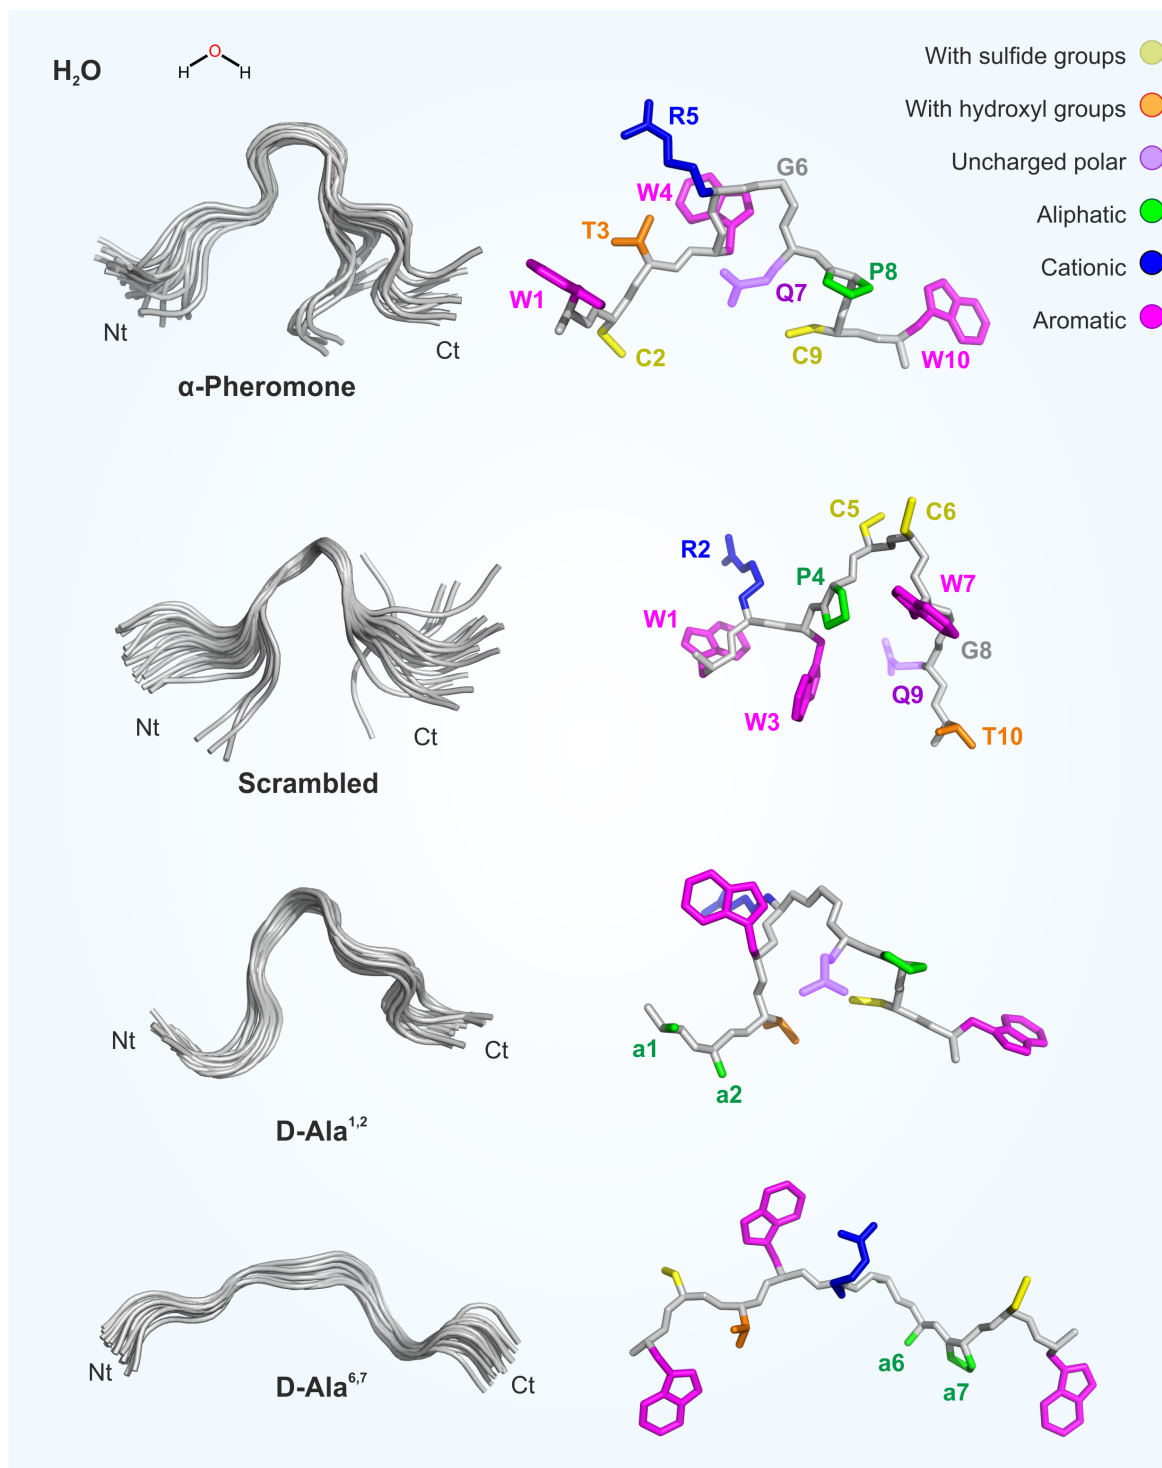 H₂O
O
H H
With sulfide groups
With hydroxyl groups
Uncharged polar
Aliphatic
Cationic
Aromatic
R5
G6
W4
T3
P8
W1
Q7
C2
C9
W10
Nt
Ct
α-Pheromone
C5
C6
R2
P4
W7
W1
G8
Q9
W3
T10
Nt
Ct
Scrambled
Nt
Ct
a1
a2
D-Ala¹,²
Nt
Ct
a6
a7
D-Ala⁶,⁷